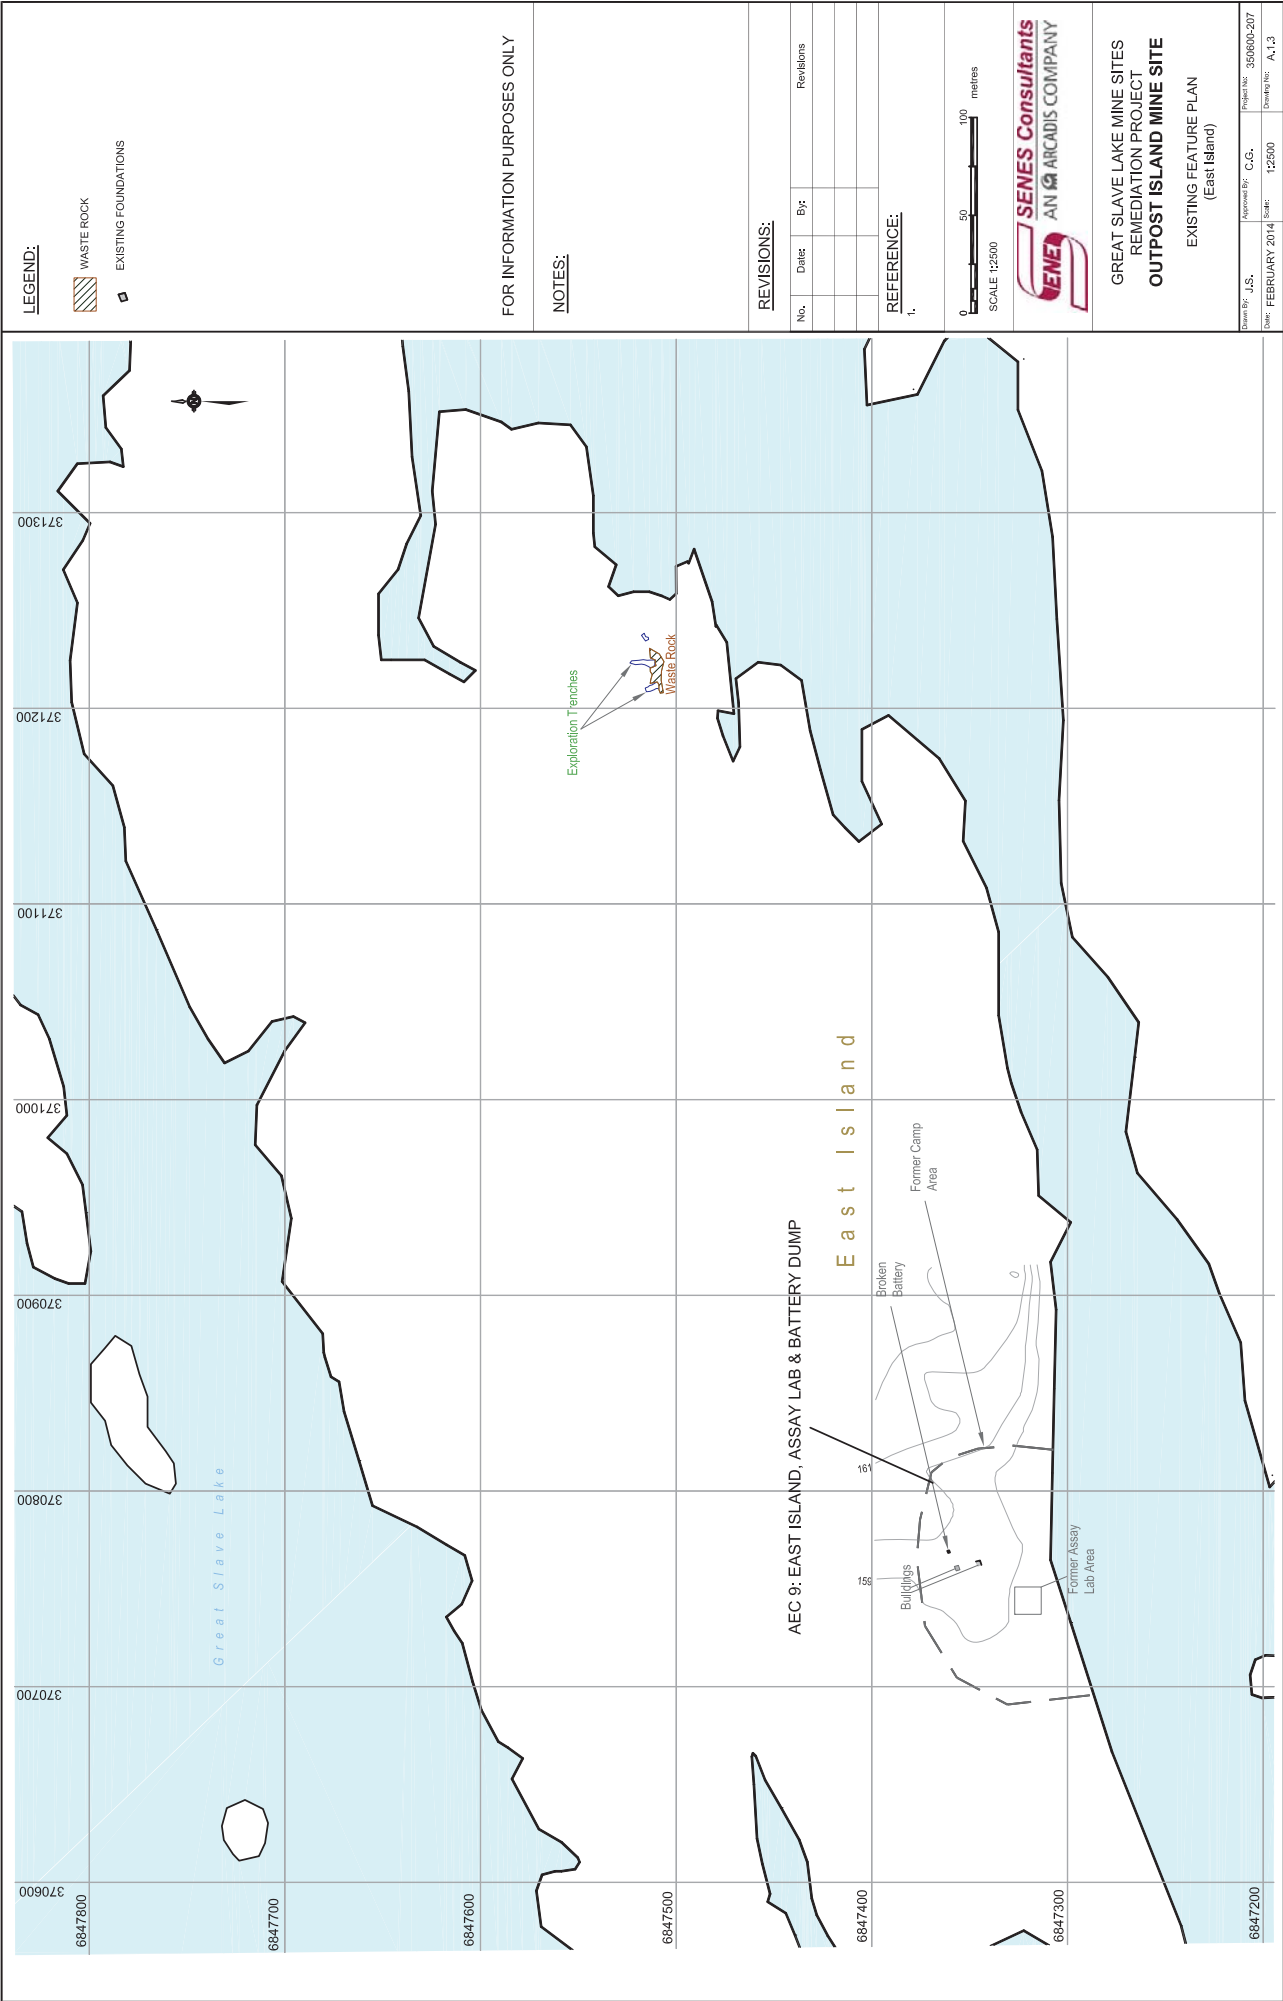 LEGEND:
WASTE ROCK
EXISTING FOUNDATIONS
FOR INFORMATION PURPOSES ONLY
NOTES:
REVISIONS:
No. Date: By: Revisions
REFERENCE:
1.
0 50 100 metres
SCALE 1:2500
SENES
SENES Consultants
AN ARCADIS COMPANY
GREAT SLAVE LAKE MINE SITES
REMEDIATION PROJECT
OUTPOST ISLAND MINE SITE
EXISTING FEATURE PLAN
(East Island)
Drawn By: J.S. Approved By: C.G. Project No: 350600-207
Date: FEBRUARY 2014 Scale: 1:2500 Drawing No: A.1.3
370600
370700
370800
370900
371000
371100
371200
371300
6847800
6847700
6847600
6847500
6847400
6847300
6847200
N
Great Slave Lake
Exploration Trenches
Waste Rock
AEC 9: EAST ISLAND, ASSAY LAB & BATTERY DUMP
East Island
Broken
Battery
Former Camp
Area
161
159
Buildings
Former Assay
Lab Area